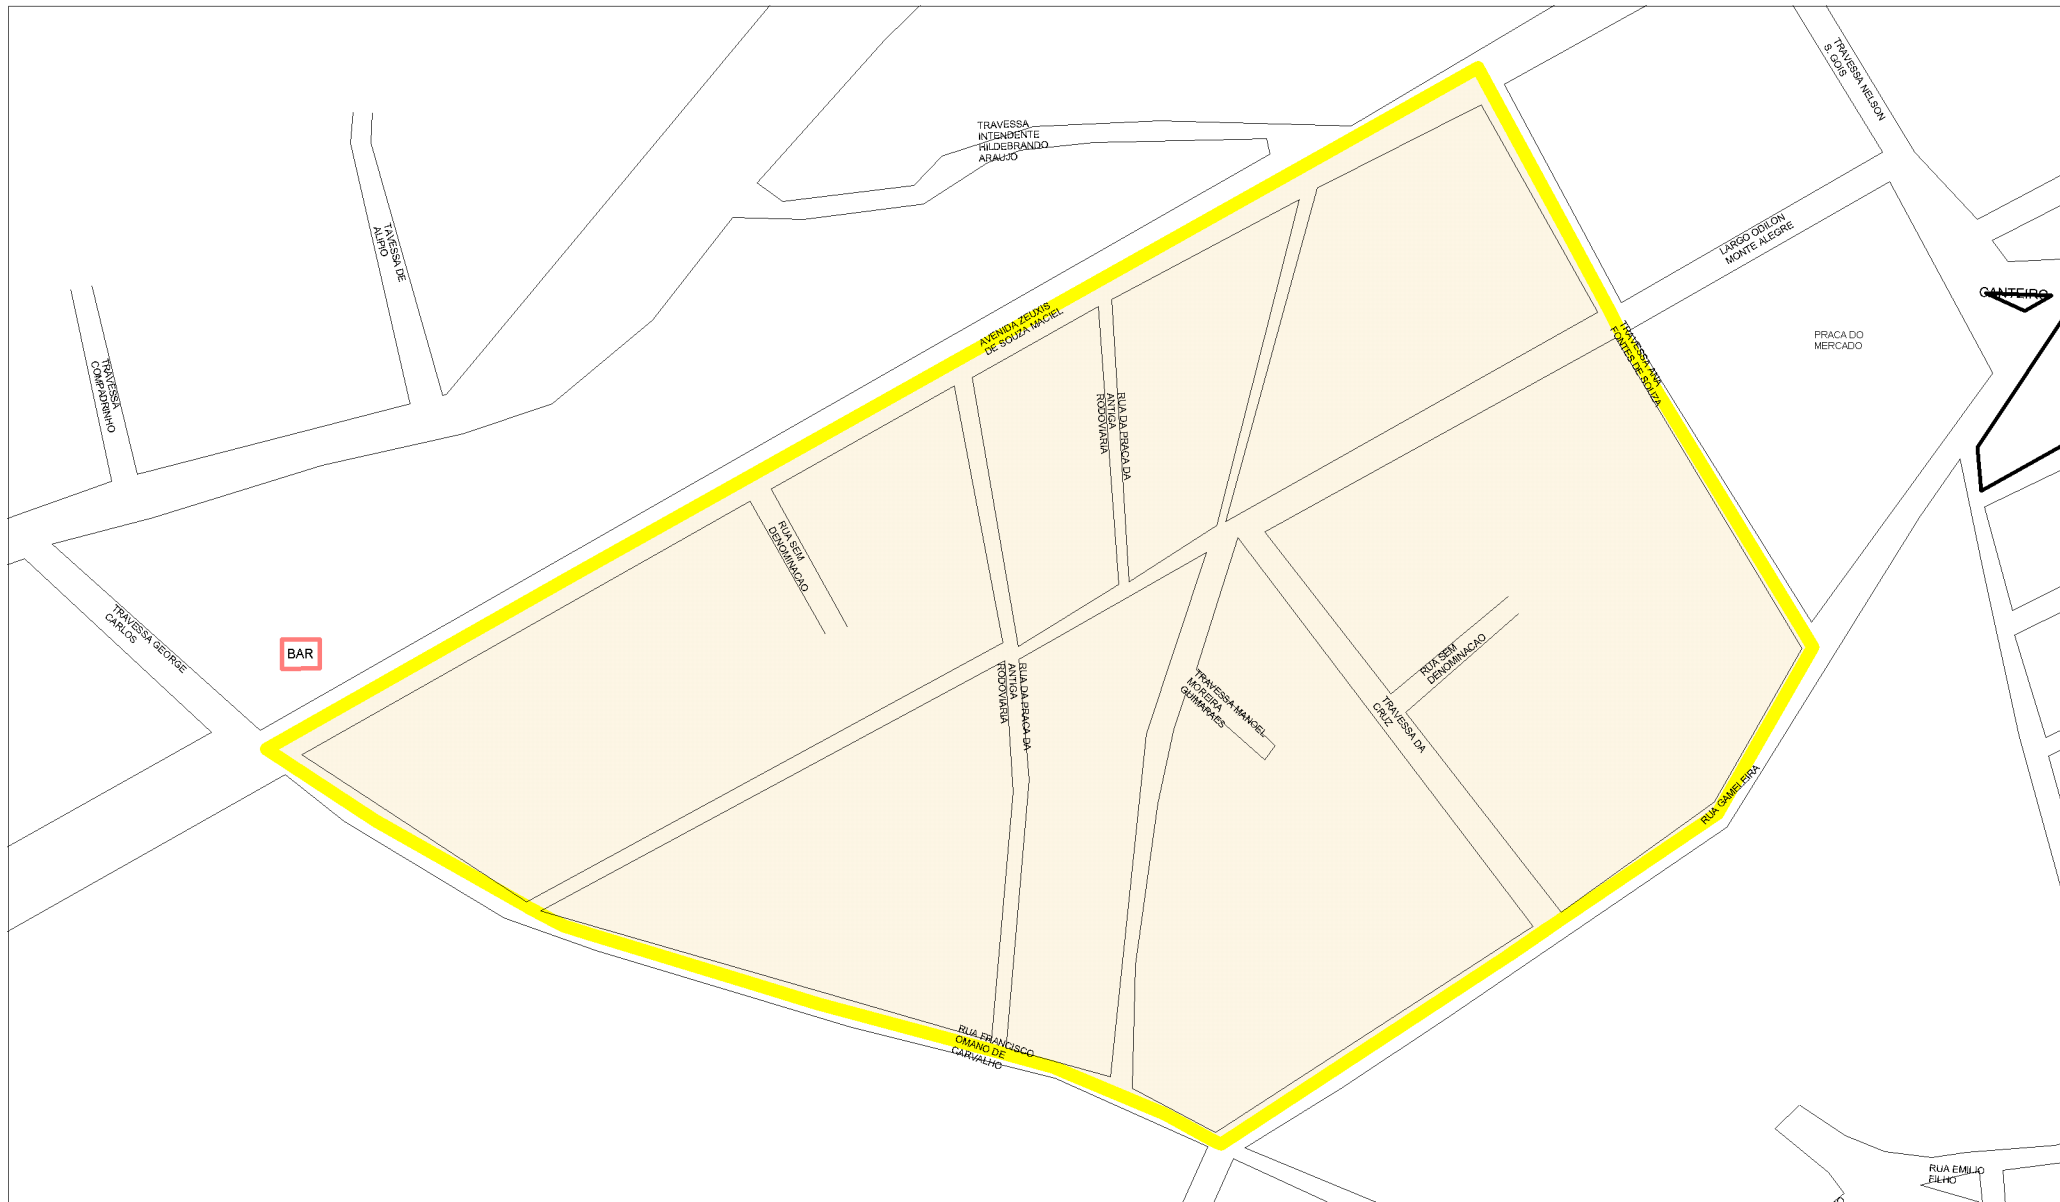 TRAVESSA NELSON
S. GOIS
TRAVESSA
INTENDENTE
HILDEBRANDO
ARAUJO
TAVESSA DE
ALIPIO
LARGO ODILON
MONTE ALEGRE
CANTEIRO
AVENIDA ZEUXIS
DE SOUZA MACIEL
TRAVESSA ANA
FONTES DE SOUZA
PRACA DO
MERCADO
TRAVESSA
COMPADRINHO
RUA DA PRACA DA
ANTIGA
RODOVIARIA
RUA SEM
DENOMINACAO
TRAVESSA GEORGE
CARLOS
BAR
RUA SEM
DENOMINACAO
RUA DA PRACA DA
ANTIGA
RODOVIARIA
TRAVESSA MANOEL
MOREIRA
GUIMARAES
TRAVESSA DA
CRUZ
RUA GAMELEIRA
RUA FRANCISCO
OMANO DE
CARVALHO
RUA EMILIO
FILHO